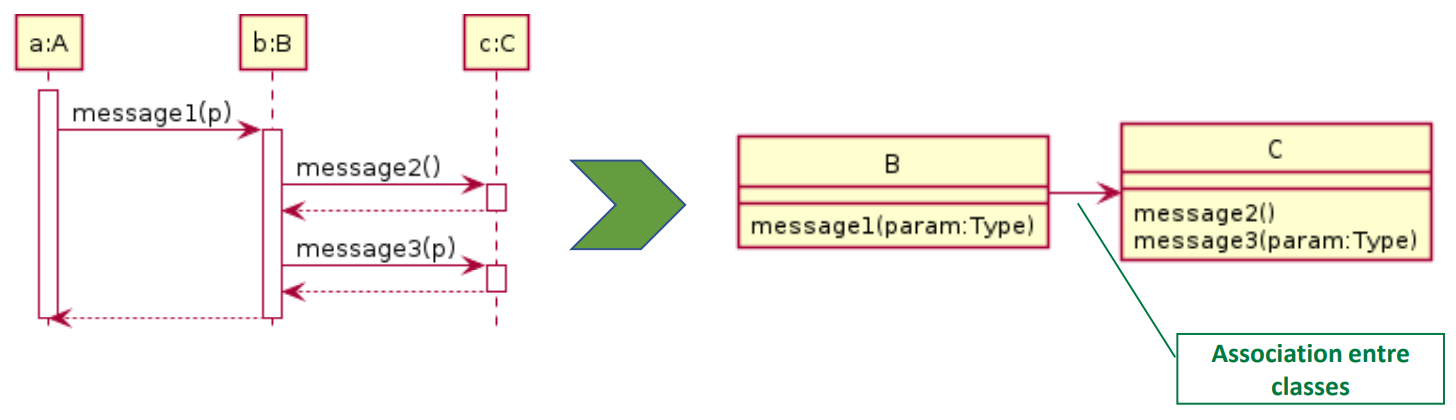 a:A
b:B
c:C
message1(p)
message2()
message3(p)
B
message1(param:Type)
C
message2()
message3(param:Type)
Association entre
classes